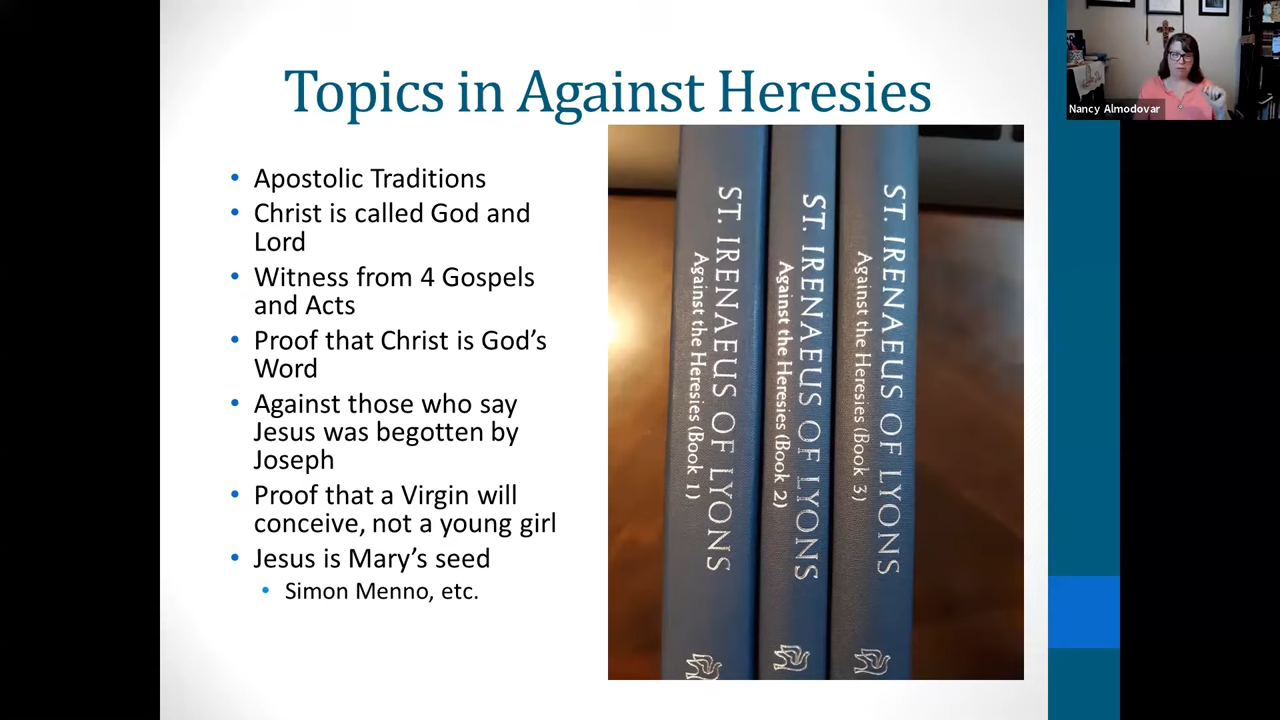 Topics in Against Heresies
Nancy Almodovar
• Apostolic Traditions
• Christ is called God and
Lord
• Witness from 4 Gospels
and Acts
• Proof that Christ is God’s
Word
• Against those who say
Jesus was begotten by
Joseph
• Proof that a Virgin will
conceive, not a young girl
• Jesus is Mary’s seed
• Simon Menno, etc.
ST. IRENAEUS OF LYONS
Against the Heresies (Book 1)
ST. IRENAEUS OF LYONS
Against the Heresies (Book 2)
ST. IRENAEUS OF LYONS
Against the Heresies (Book 3)